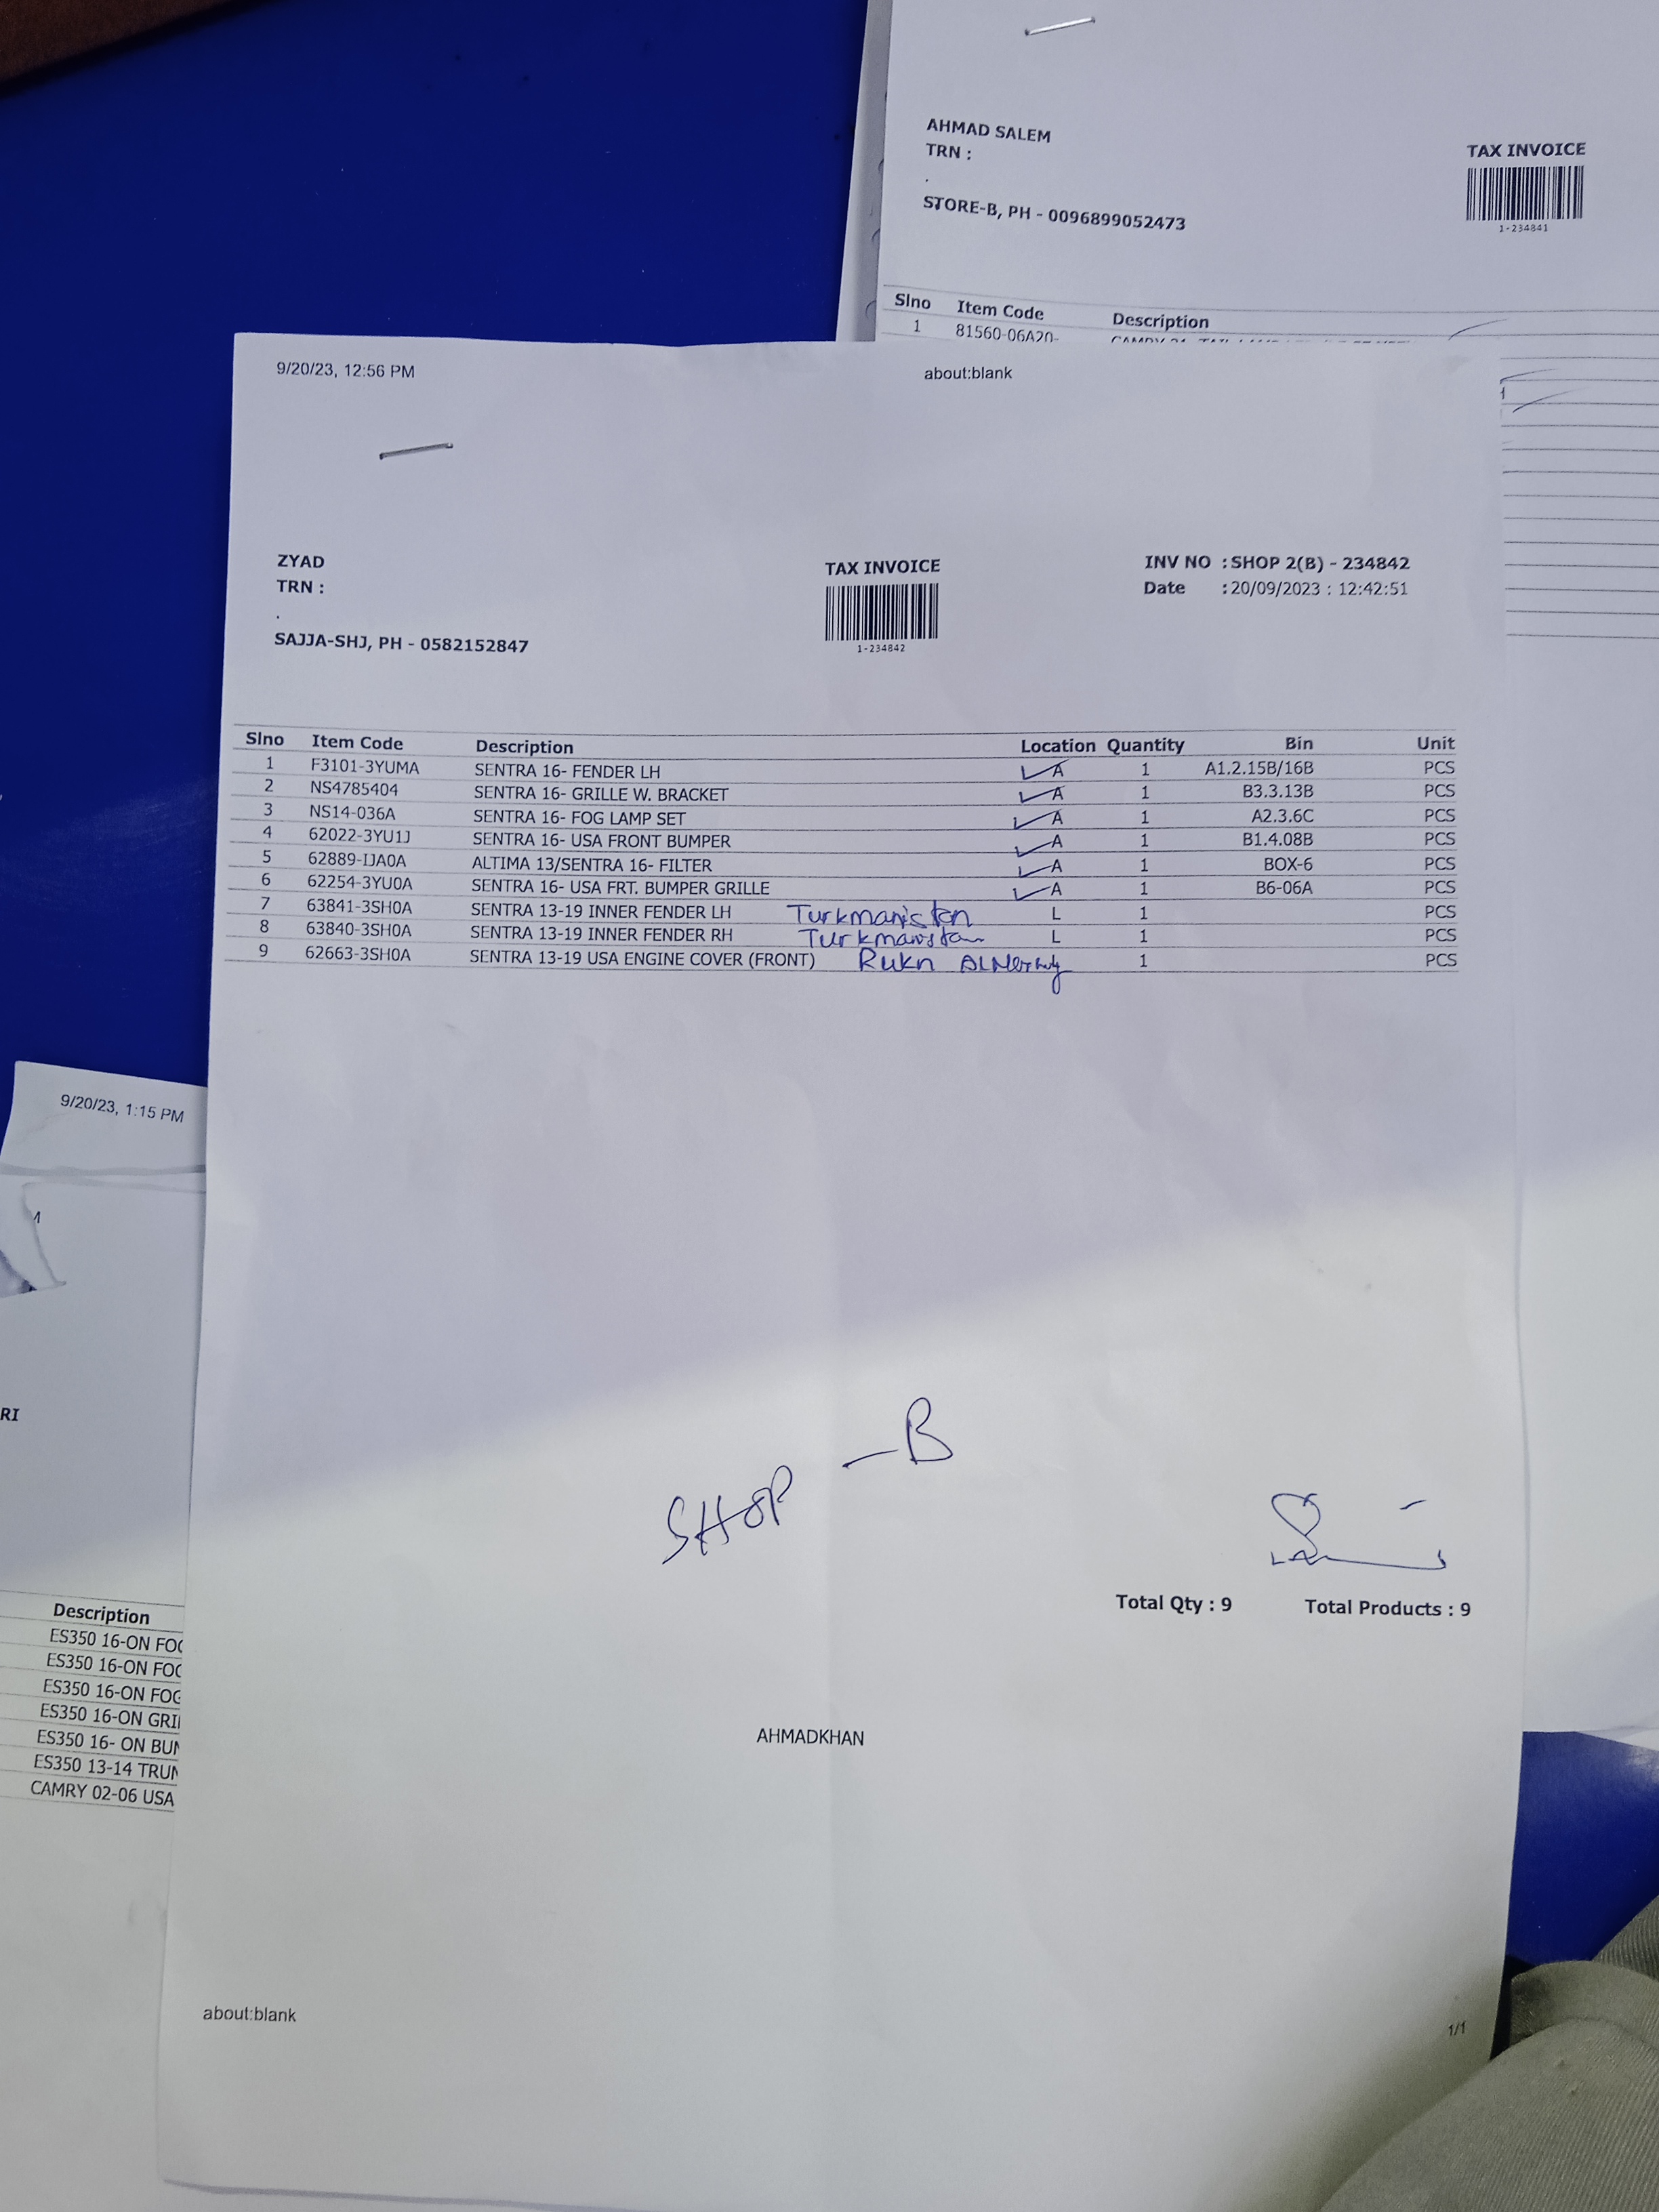 AHMAD SALEM
TRN :
.
STORE-B, PH - 0096899052473
TAX INVOICE
1-234841
Slno Item Code Description
1 81560-06A20-
9/20/23, 12:56 PM about:blank
ZYAD
TRN :
.
SAJJA-SHJ, PH - 0582152847
TAX INVOICE
1-234842
INV NO : SHOP 2(B) - 234842
Date : 20/09/2023 : 12:42:51
Slno Item Code Description Location Quantity Bin Unit
1 F3101-3YUMA SENTRA 16- FENDER LH A 1 A1.2.15B/16B PCS
2 NS4785404 SENTRA 16- GRILLE W. BRACKET A 1 B3.3.13B PCS
3 NS14-036A SENTRA 16- FOG LAMP SET A 1 A2.3.6C PCS
4 62022-3YU1J SENTRA 16- USA FRONT BUMPER A 1 B1.4.08B PCS
5 62889-IJA0A ALTIMA 13/SENTRA 16- FILTER A 1 BOX-6 PCS
6 62254-3YU0A SENTRA 16- USA FRT. BUMPER GRILLE A 1 B6-06A PCS
7 63841-3SH0A SENTRA 13-19 INNER FENDER LH Turkmanistan L 1 PCS
8 63840-3SH0A SENTRA 13-19 INNER FENDER RH Turkmanistan L 1 PCS
9 62663-3SH0A SENTRA 13-19 USA ENGINE COVER (FRONT) Rukn 1 PCS
SHOP -B
Total Qty : 9 Total Products : 9
AHMADKHAN
about:blank 1/1
9/20/23, 1:15 PM
RI
Description
ES350 16-ON FOG
ES350 16-ON FOG
ES350 16-ON FOG
ES350 16-ON GRI
ES350 16- ON BUM
ES350 13-14 TRUN
CAMRY 02-06 USA